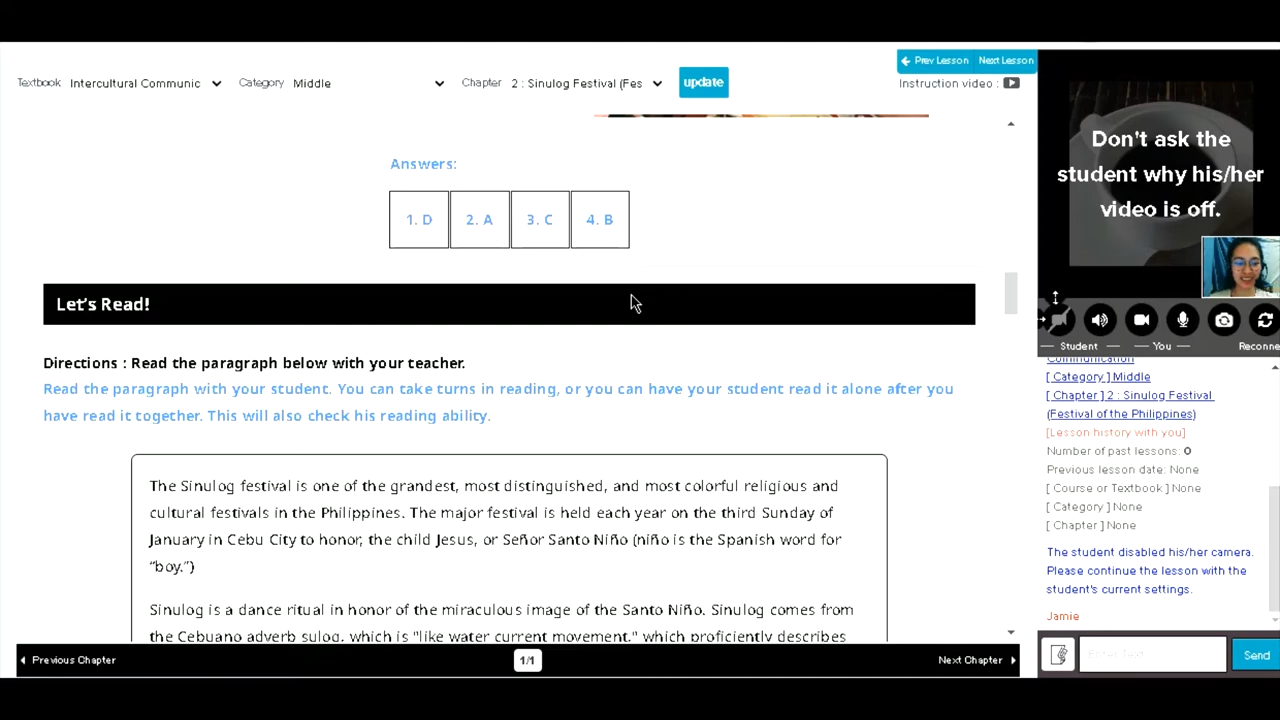 Textbook Intercultural Communic Category Middle Chapter 2 : Sinulog Festival (Fes update
Prev Lesson Next Lesson
Instruction video :
Answers:
1. D 2. A 3. C 4. B
Let's Read!
Directions : Read the paragraph below with your teacher.
Read the paragraph with your student. You can take turns in reading, or you can have your student read it alone after you
have read it together. This will also check his reading ability.
The Sinulog festival is one of the grandest, most distinguished, and most colorful religious and
cultural festivals in the Philippines. The major festival is held each year on the third Sunday of
January in Cebu City to honor, the child Jesus, or Señor Santo Niño (niño is the Spanish word for
“boy.”)
Sinulog is a dance ritual in honor of the miraculous image of the Santo Niño. Sinulog comes from
the Cebuano adverb sulog, which is "like water current movement," which proficiently describes
Previous Chapter 1/1 Next Chapter
Don't ask the
student why his/her
video is off.
Student You Reconne
Communication
[ Category ] Middle
[ Chapter ] 2 : Sinulog Festival
(Festival of the Philippines)
[Lesson history with you]
Number of past lessons: 0
Previous lesson date: None
[ Course or Textbook ] None
[ Category ] None
[ Chapter ] None
The student disabled his/her camera.
Please continue the lesson with the
student's current settings.
Jamie
Enter Text
Send